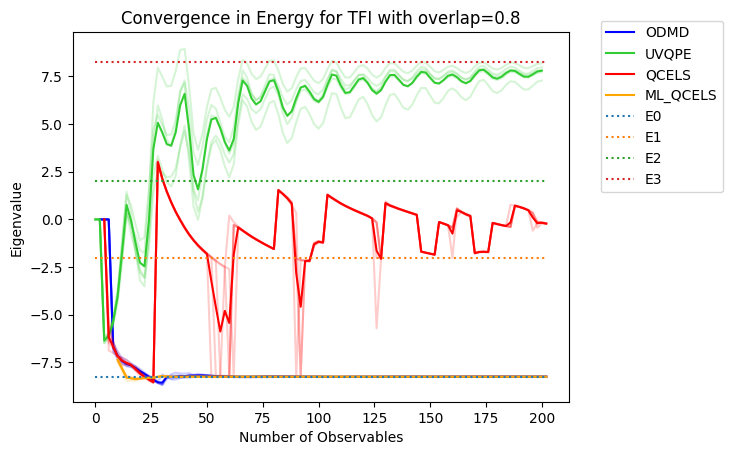 Convergence in Energy for TFI with overlap=0.8
Eigenvalue
7.5
5.0
2.5
0.0
−2.5
−5.0
−7.5
0
25
50
75
100
125
150
175
200
Number of Observables
ODMD
UVQPE
QCELS
ML_QCELS
E0
E1
E2
E3